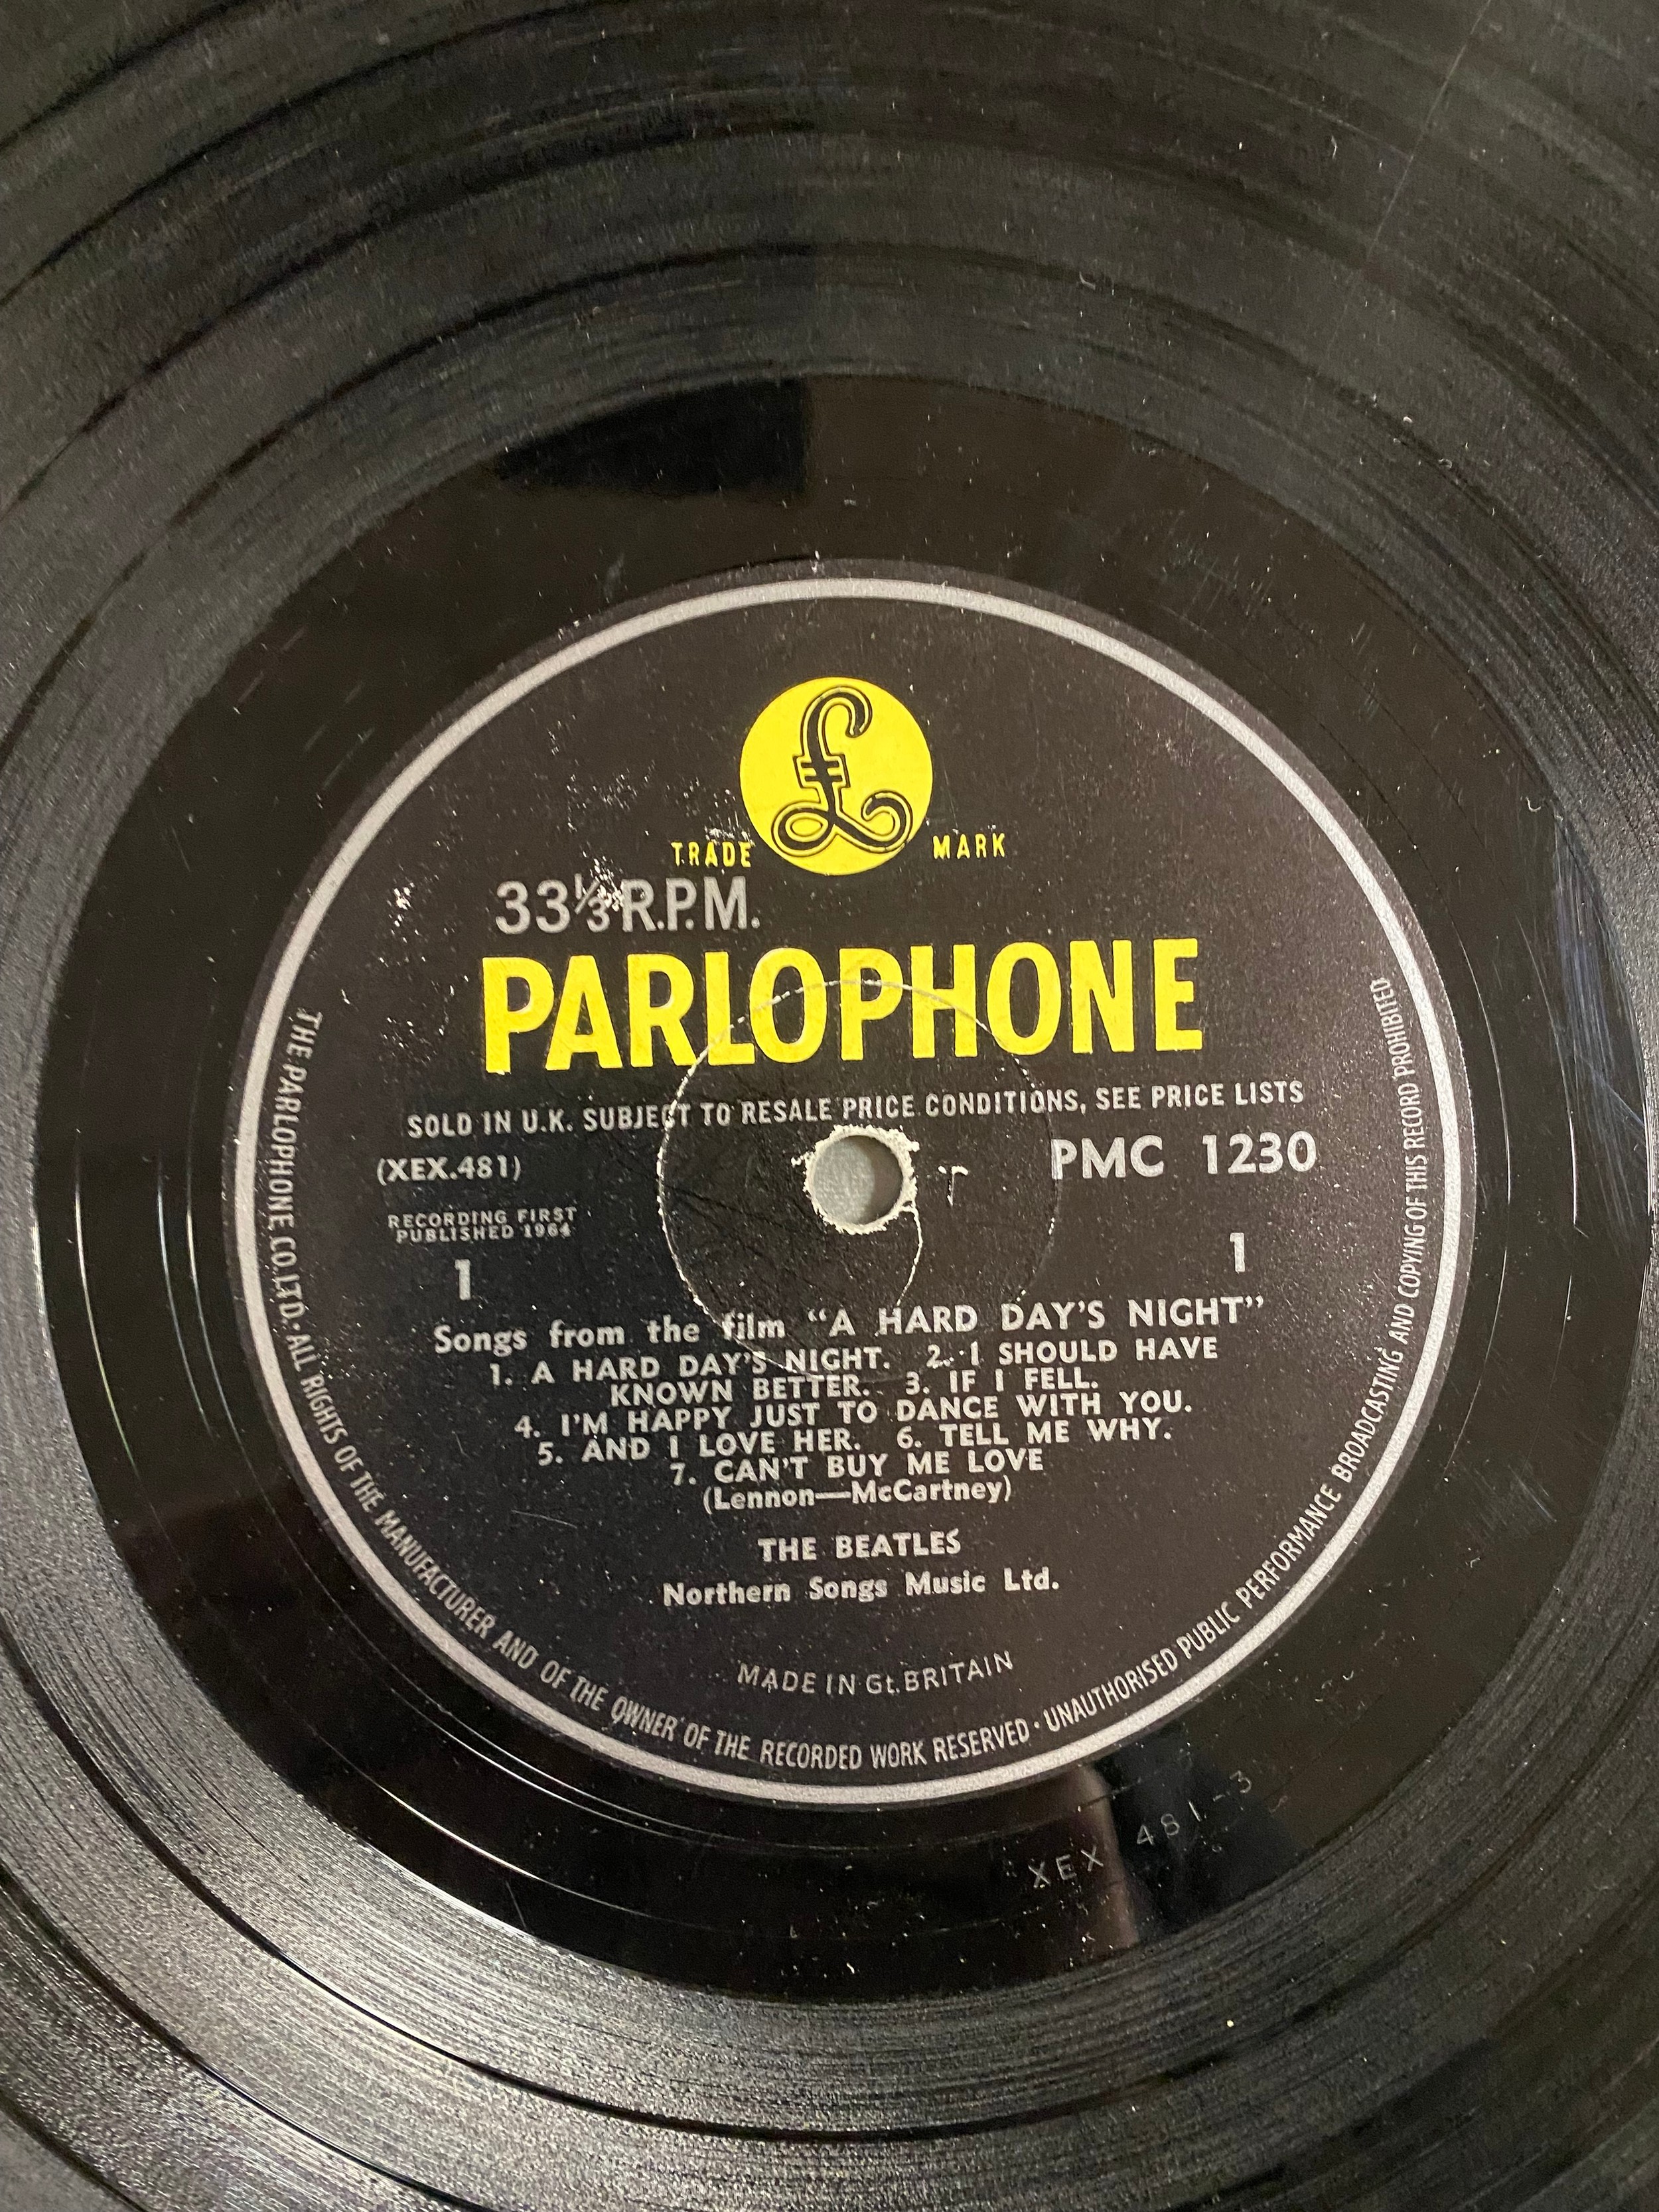 £
TRADE MARK
33⅓ R.P.M.
PARLOPHONE
SOLD IN U.K. SUBJECT TO RESALE PRICE CONDITIONS, SEE PRICE LISTS
(XEX.481) PMC 1230
RECORDING FIRST
PUBLISHED 1964
1 1
Songs from the film “A HARD DAY'S NIGHT”
1. A HARD DAY'S NIGHT. 2. I SHOULD HAVE
KNOWN BETTER. 3. IF I FELL.
4. I'M HAPPY JUST TO DANCE WITH YOU.
5. AND I LOVE HER. 6. TELL ME WHY.
7. CAN'T BUY ME LOVE
(Lennon—McCartney)
THE BEATLES
Northern Songs Music Ltd.
MADE IN Gt. BRITAIN
THE PARLOPHONE CO. LTD · ALL RIGHTS OF THE MANUFACTURER AND OF THE OWNER OF THE RECORDED WORK RESERVED · UNAUTHORISED PUBLIC PERFORMANCE BROADCASTING AND COPYING OF THIS RECORD PROHIBITED
XEX 481-3